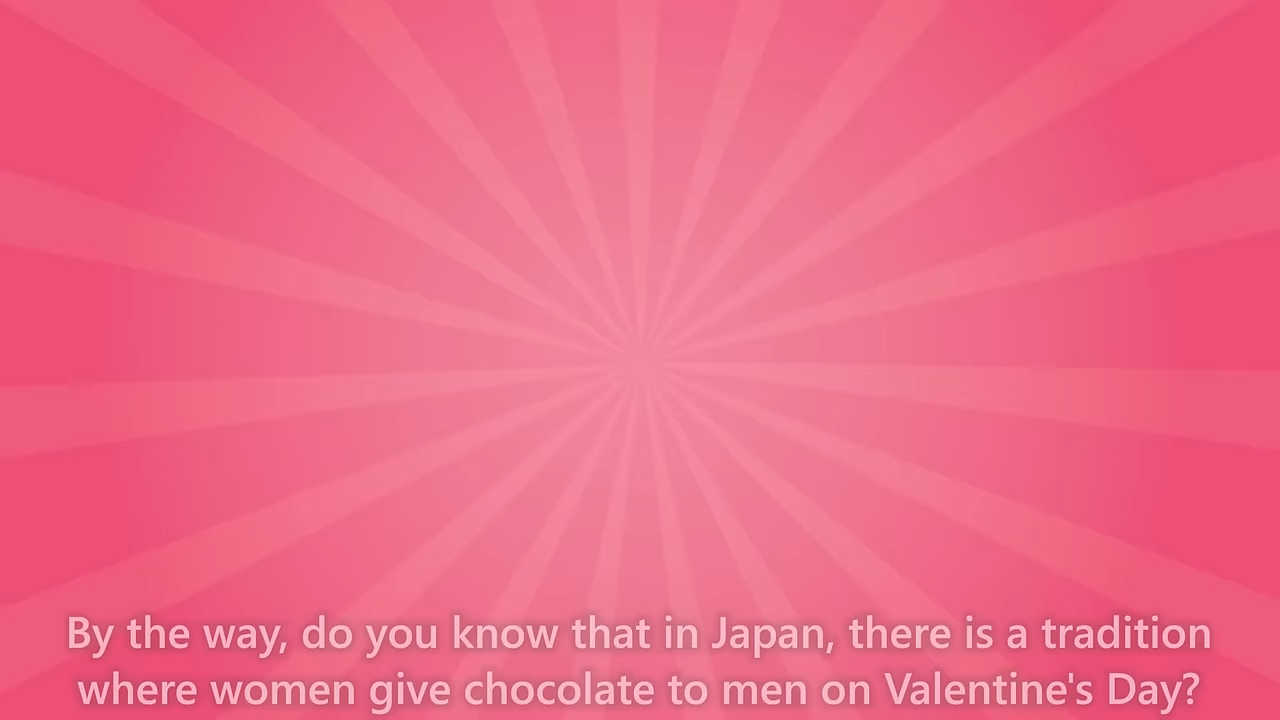 By the way, do you know that in Japan, there is a tradition
where women give chocolate to men on Valentine's Day?